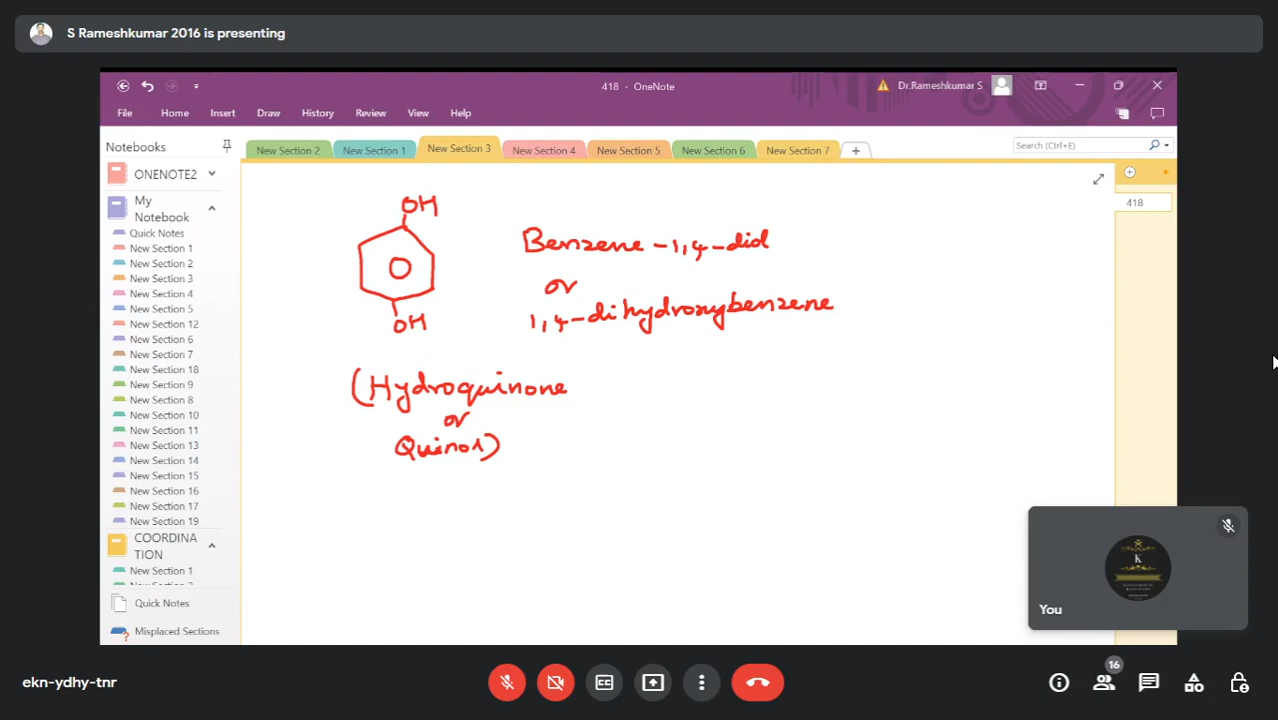 S Rameshkumar 2016 is presenting
418 - OneNote
Dr.Rameshkumar S
File Home Insert Draw History Review View Help
Notebooks
New Section 2 New Section 1 New Section 3 New Section 4 New Section 5 New Section 6 New Section 7
Search (Ctrl+E)
ONENOTE2
My
Notebook
Quick Notes
New Section 1
New Section 2
New Section 3
New Section 4
New Section 5
New Section 12
New Section 6
New Section 7
New Section 18
New Section 9
New Section 8
New Section 10
New Section 11
New Section 13
New Section 14
New Section 15
New Section 16
New Section 17
New Section 19
COORDINA
TION
New Section 1
Quick Notes
Misplaced Sections
418
OH
OH
Benzene -1,4-diol
or
1,4-dihydroxybenzene
(Hydroquinone
or
Quinol)
K
You
ekn-ydhy-tnr
CC
16